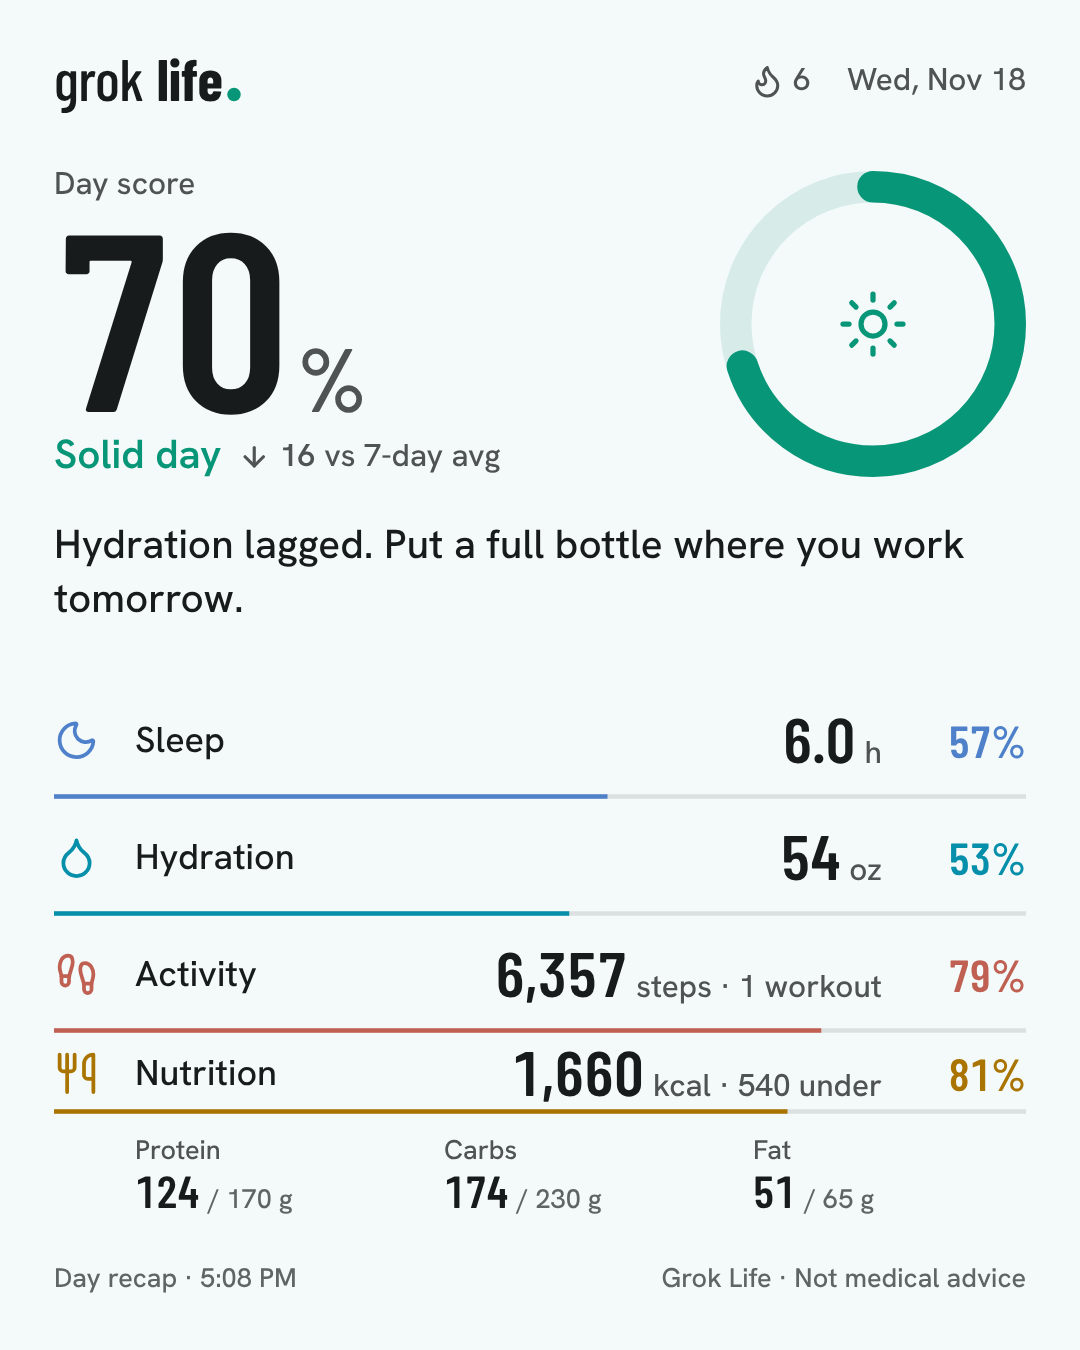 grok life.
6 Wed, Nov 18
Day score
70%
Solid day ↓ 16 vs 7-day avg
Hydration lagged. Put a full bottle where you work
tomorrow.
Sleep 6.0 h 57%
Hydration 54 oz 53%
Activity 6,357 steps · 1 workout 79%
Nutrition 1,660 kcal · 540 under 81%
Protein Carbs Fat
124 / 170 g 174 / 230 g 51 / 65 g
Day recap · 5:08 PM Grok Life · Not medical advice